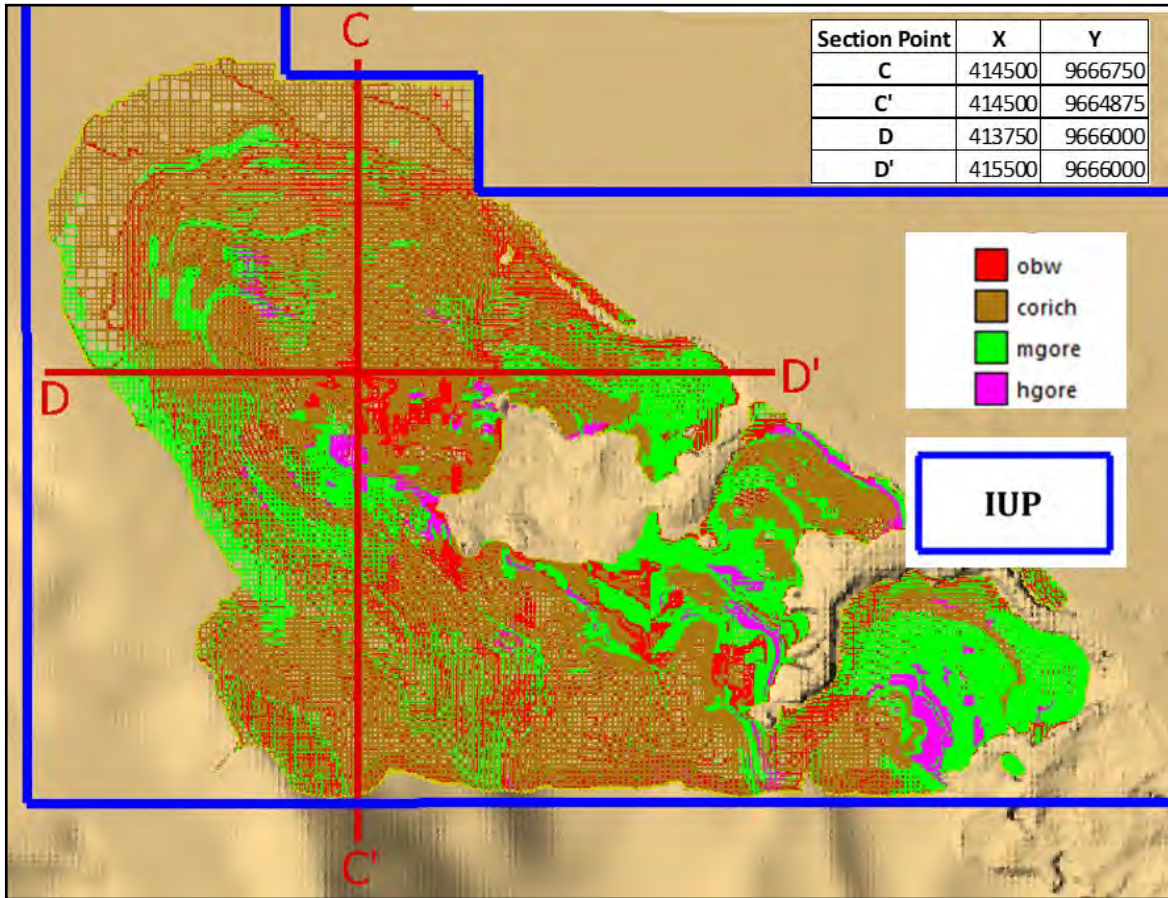 C
Section Point X Y
C 414500 9666750
C' 414500 9664875
D 413750 9666000
D' 415500 9666000
obw
corich
mgore
hgore
D
D'
IUP
C'